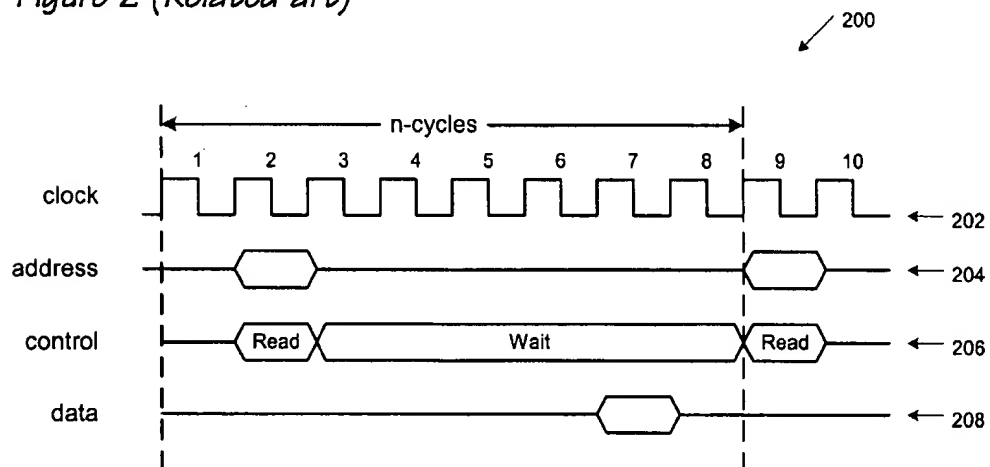 Figure 2 (Related art)
200
n-cycles
1 2 3 4 5 6 7 8 9 10
clock
202
address
204
control Read Wait Read
206
data
208